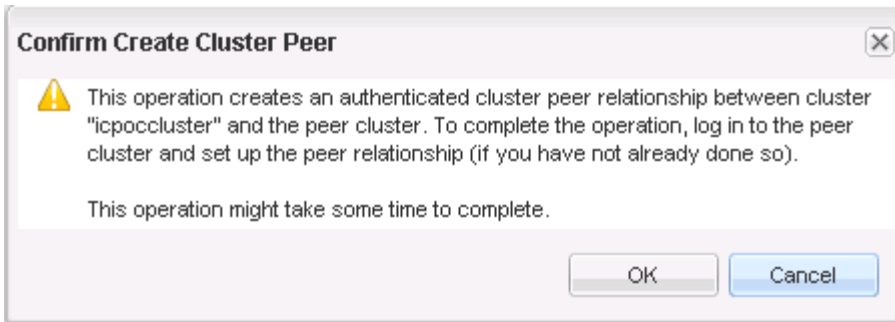 Confirm Create Cluster Peer
This operation creates an authenticated cluster peer relationship between cluster
"icpoccluster" and the peer cluster. To complete the operation, log in to the peer
cluster and set up the peer relationship (if you have not already done so).
This operation might take some time to complete.
OK
Cancel